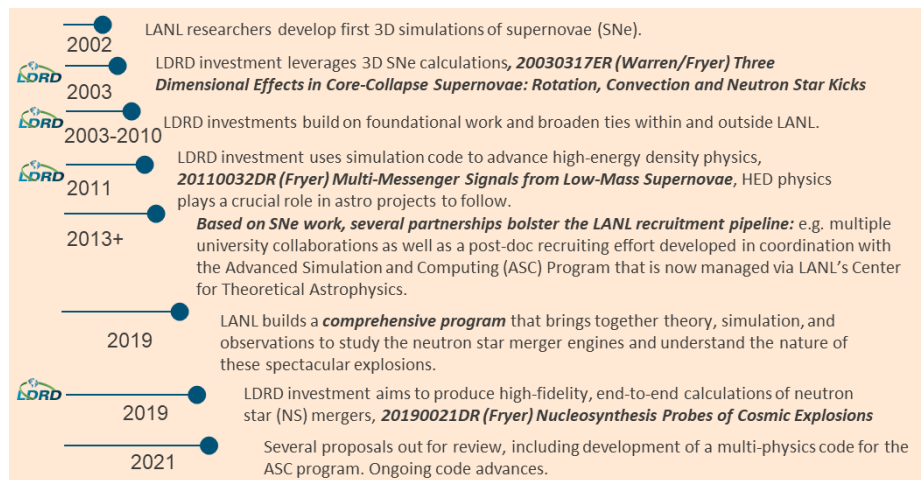 2002
LANL researchers develop first 3D simulations of supernovae (SNe).
LDRD
2003
LDRD investment leverages 3D SNe calculations, 20030317ER (Warren/Fryer) Three
Dimensional Effects in Core-Collapse Supernovae: Rotation, Convection and Neutron Star Kicks
LDRD
2003-2010
LDRD investments build on foundational work and broaden ties within and outside LANL.
LDRD
2011
LDRD investment uses simulation code to advance high-energy density physics,
20110032DR (Fryer) Multi-Messenger Signals from Low-Mass Supernovae, HED physics
plays a crucial role in astro projects to follow.
2013+
Based on SNe work, several partnerships bolster the LANL recruitment pipeline: e.g. multiple
university collaborations as well as a post-doc recruiting effort developed in coordination with
the Advanced Simulation and Computing (ASC) Program that is now managed via LANL's Center
for Theoretical Astrophysics.
2019
LANL builds a comprehensive program that brings together theory, simulation, and
observations to study the neutron star merger engines and understand the nature of
these spectacular explosions.
LDRD
2019
LDRD investment aims to produce high-fidelity, end-to-end calculations of neutron
star (NS) mergers, 20190021DR (Fryer) Nucleosynthesis Probes of Cosmic Explosions
2021
Several proposals out for review, including development of a multi-physics code for the
ASC program. Ongoing code advances.